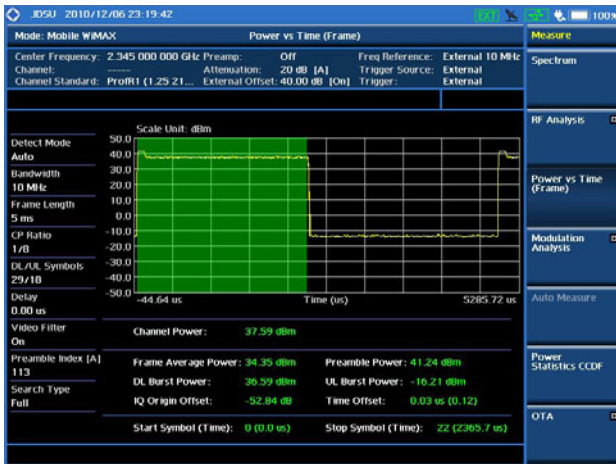 JDSU 2010/12/06 23:19:42 EXT 100%
Mode: Mobile WiMAX Power vs Time (Frame) Measure
Center Frequency: 2.345 000 000 GHz Preamp: Off Freq Reference: External 10 MHz
Channel: ----- Attenuation: 20 dB [A] Trigger Source: External
Channel Standard: ProfR1 (1.25 21... External Offset: 40.00 dB [On] Trigger: External
Spectrum
RF Analysis
Power vs Time
(Frame)
Modulation
Analysis
Auto Measure
Power
Statistics CCDF
OTA
Detect Mode
Auto
Bandwidth
10 MHz
Frame Length
5 ms
CP Ratio
1/8
DL/UL Symbols
29/18
Delay
0.00 us
Video Filter
On
Preamble Index [A]
113
Search Type
Full
Scale Unit: dBm
50.0
40.0
30.0
20.0
10.0
0.0
-10.0
-20.0
-30.0
-40.0
-50.0
-44.64 us Time (us) 5285.72 us
Channel Power: 37.59 dBm
Frame Average Power: 34.35 dBm Preamble Power: 41.24 dBm
DL Burst Power: 36.59 dBm UL Burst Power: -16.21 dBm
IQ Origin Offset: -52.84 dB Time Offset: 0.03 us (0.12)
Start Symbol (Time): 0 (0.0 us) Stop Symbol (Time): 22 (2365.7 us)